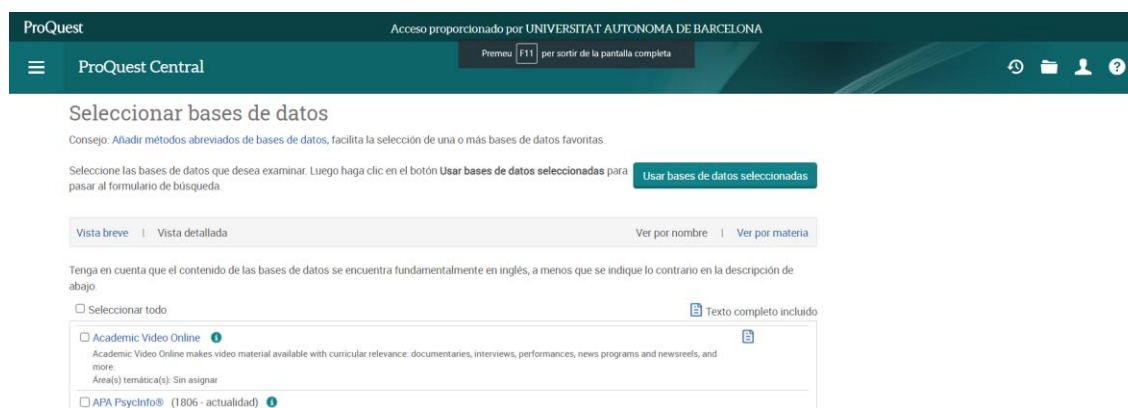 ProQuest
Acceso proporcionado por UNIVERSITAT AUTONOMA DE BARCELONA
Premeu F11 per sortir de la pantalla completa
ProQuest Central
Seleccionar bases de datos
Consejo: Añadir métodos abreviados de bases de datos, facilita la selección de una o más bases de datos favoritas.
Seleccione las bases de datos que desea examinar. Luego haga clic en el botón Usar bases de datos seleccionadas para
pasar al formulario de búsqueda.
Usar bases de datos seleccionadas
Vista breve | Vista detallada
Ver por nombre | Ver por materia
Tenga en cuenta que el contenido de las bases de datos se encuentra fundamentalmente en inglés, a menos que se indique lo contrario en la descripción de
abajo.
Seleccionar todo
Texto completo incluido
Academic Video Online
Academic Video Online makes video material available with curricular relevance: documentaries, interviews, performances, news programs and newsreels, and
more.
Área(s) temática(s): Sin asignar
APA PsycInfo® (1806 - actualidad)